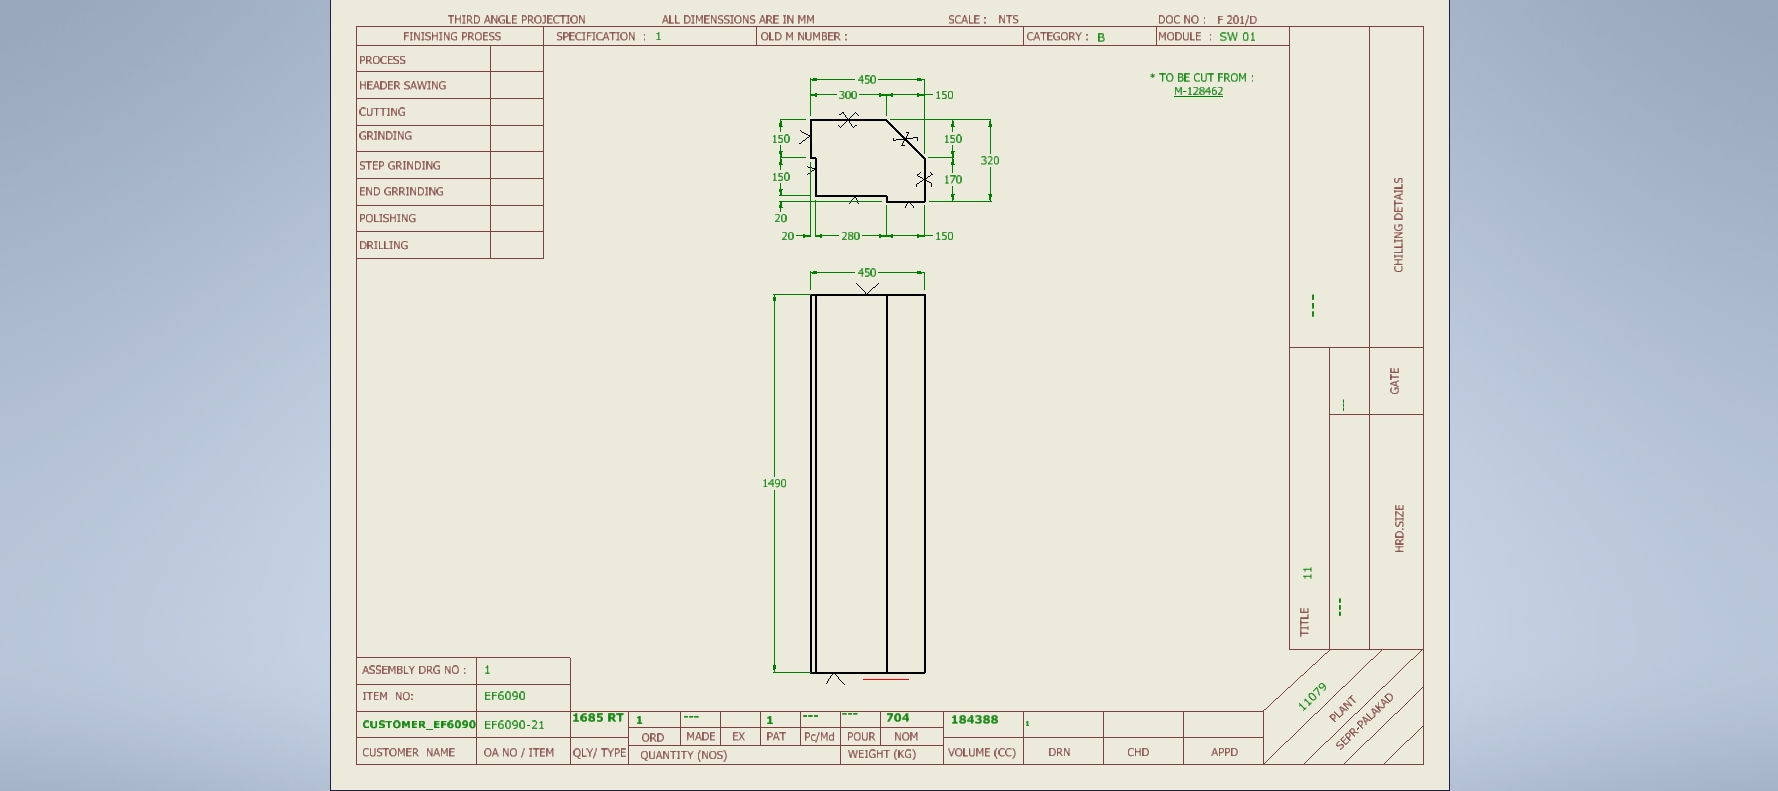 THIRD ANGLE PROJECTION ALL DIMENSSIONS ARE IN MM SCALE : NTS DOC NO : F 201/D
FINISHING PROESS SPECIFICATION : 1 OLD M NUMBER : CATEGORY : B MODULE : SW 01
PROCESS
HEADER SAWING
CUTTING
GRINDING
STEP GRINDING
END GRRINDING
POLISHING
DRILLING
* TO BE CUT FROM :
M-128462
450
300 150
150 150
320
150 170
20
20 280 150
450
1490
CHILLING DETAILS
---
GATE
---
HRD.SIZE
---
TITLE 11
11079
PLANT
SEPR-PALAKAD
ASSEMBLY DRG NO : 1
ITEM NO: EF6090
CUSTOMER_EF6090 EF6090-21 1685 RT 1 --- 1 --- --- 704 184388 1
ORD MADE EX PAT Pc/Md POUR NOM
CUSTOMER NAME OA NO / ITEM QLY/ TYPE QUANTITY (NOS) WEIGHT (KG) VOLUME (CC) DRN CHD APPD